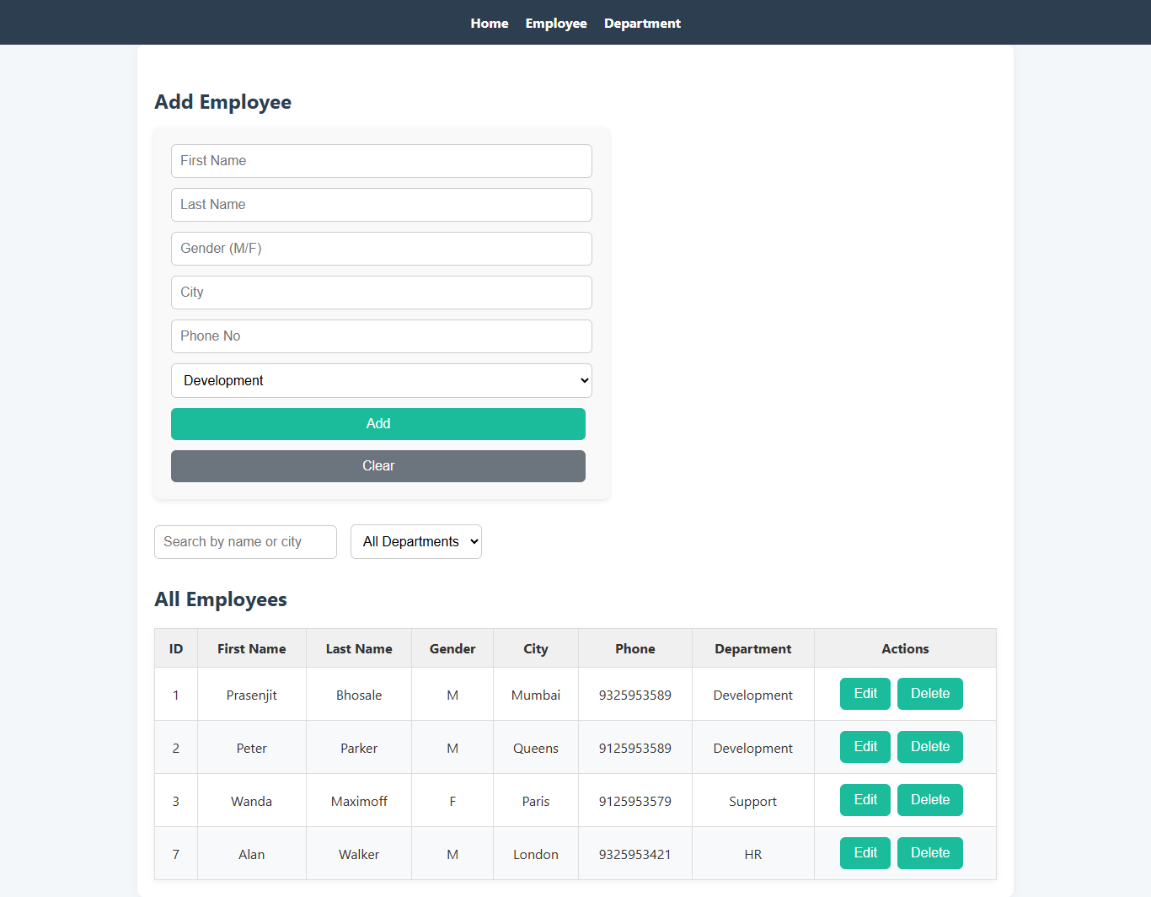 Home Employee Department
Add Employee
First Name
Last Name
Gender (M/F)
City
Phone No
Development
Add
Clear
Search by name or city All Departments
All Employees
ID First Name Last Name Gender City Phone Department Actions
1 Prasenjit Bhosale M Mumbai 9325953589 Development Edit Delete
2 Peter Parker M Queens 9125953589 Development Edit Delete
3 Wanda Maximoff F Paris 9125953579 Support Edit Delete
7 Alan Walker M London 9325953421 HR Edit Delete